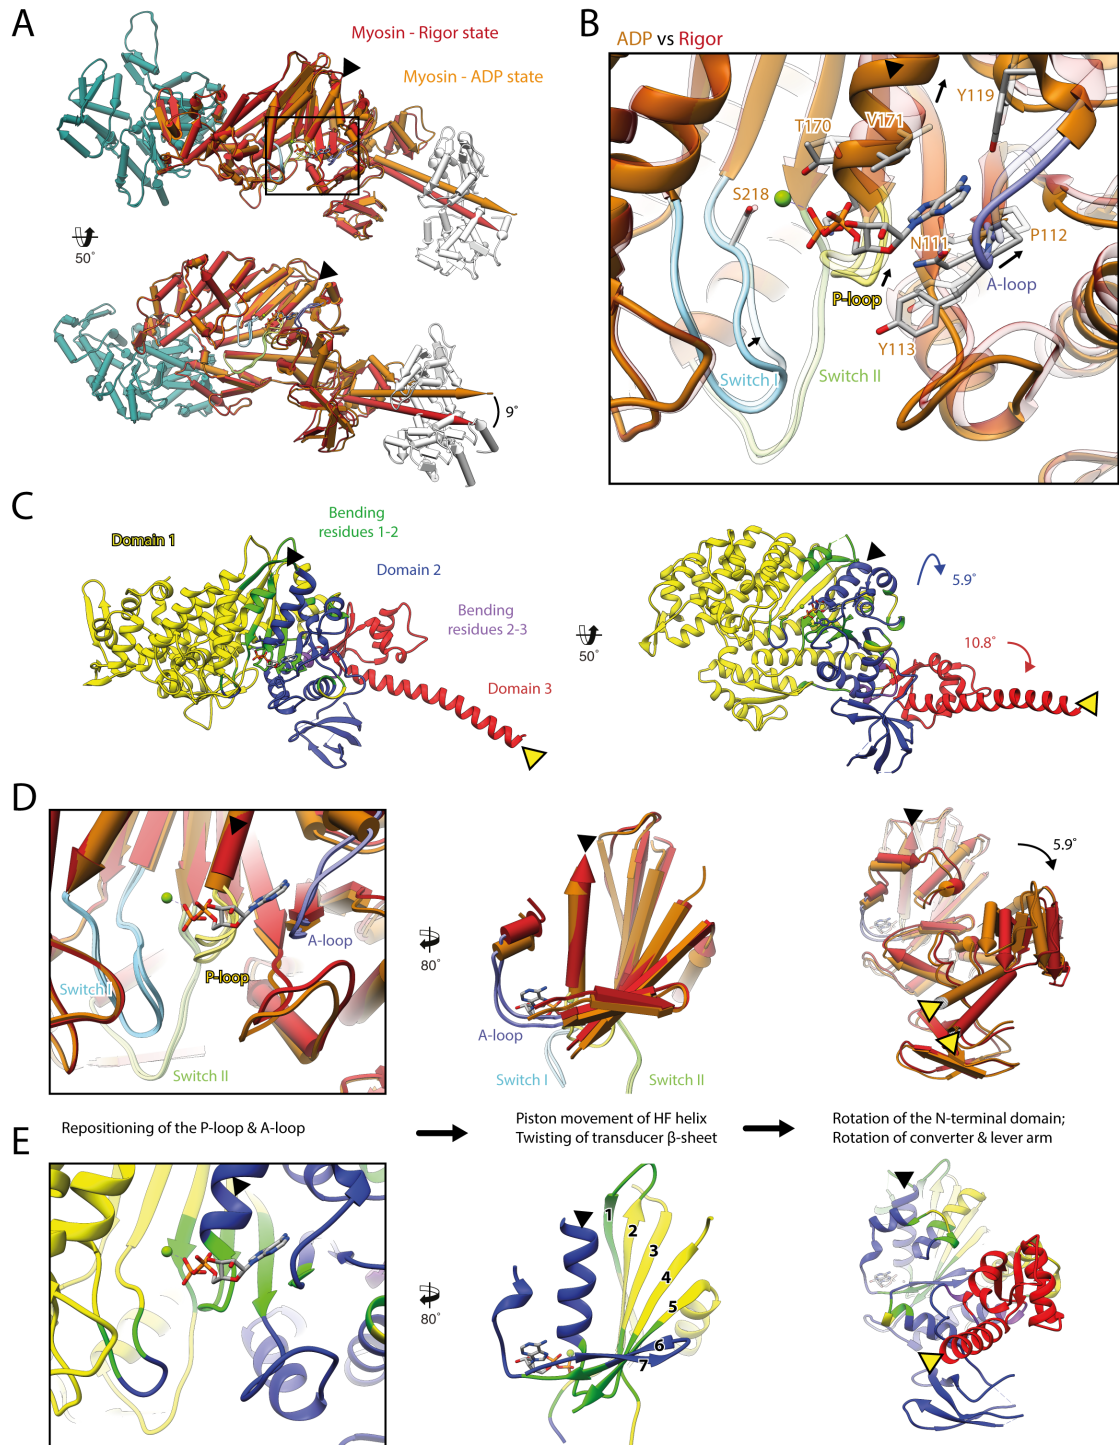 A
Myosin - Rigor state
Myosin - ADP state
50°
9°
B
ADP vs Rigor
Y119
T170
V171
S218
N111
P112
P-loop
A-loop
Y113
Switch I
Switch II
C
Bending
residues 1-2
Domain 1
Domain 2
Bending
residues 2-3
Domain 3
50°
5.9°
10.8°
D
A-loop
P-loop
Switch I
Switch II
80°
A-loop
Switch I
Switch II
5.9°
E
Repositioning of the P-loop & A-loop
Piston movement of HF helix
Twisting of transducer β-sheet
Rotation of the N-terminal domain;
Rotation of converter & lever arm
80°
1
2
3
4
5
6
7